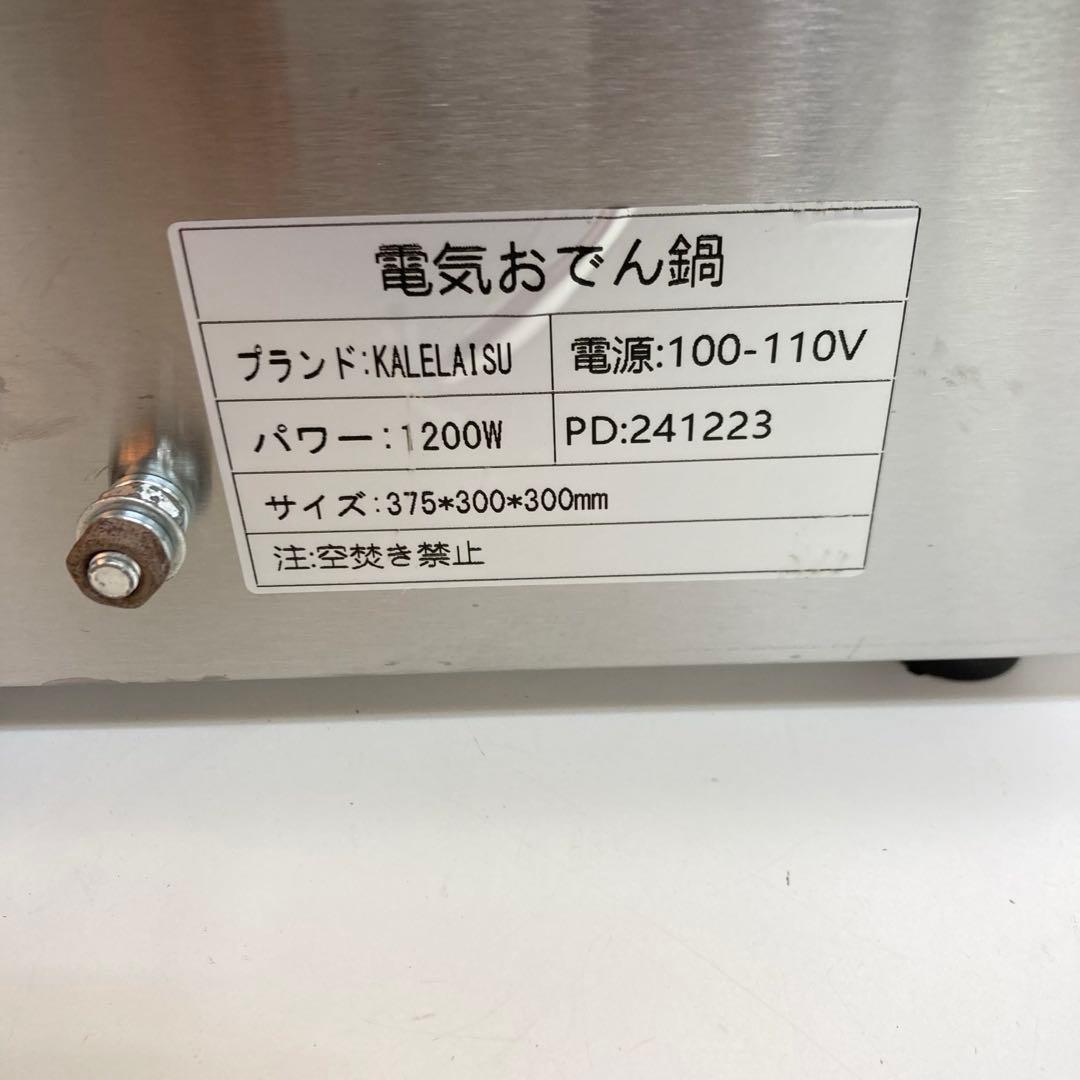 電気おでん鍋
ブランド:KALELAISU
電源:100-110V
パワー:1200W
PD:241223
サイズ:375*300*300mm
注:空焚き禁止